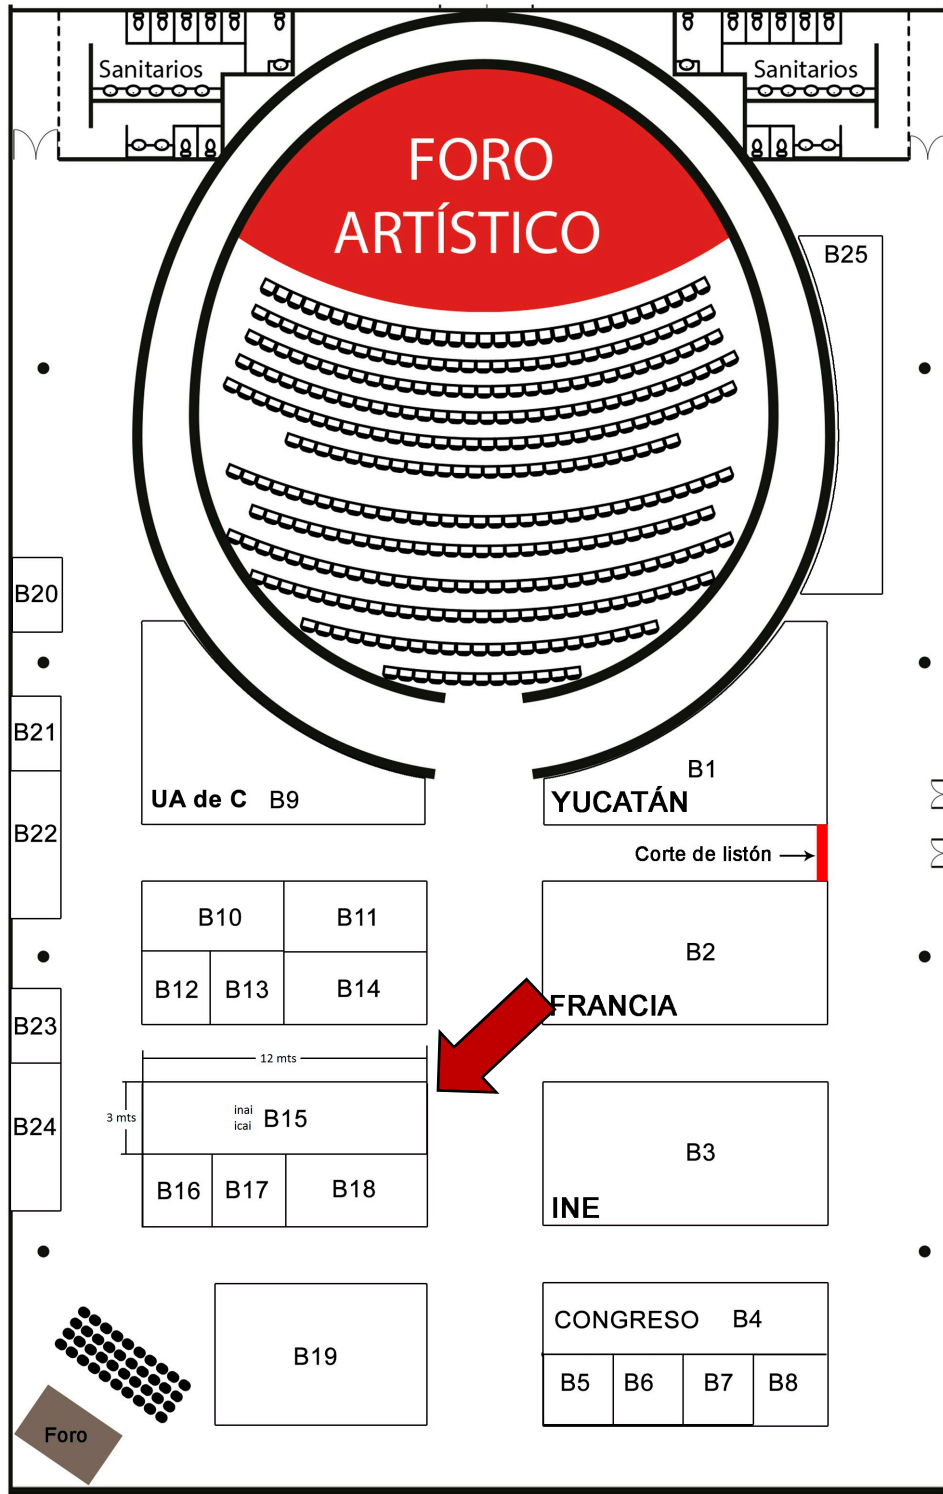 Sanitarios
Sanitarios
FORO
ARTÍSTICO
B25
B20
B21
B22
UA de C B9
B1
YUCATÁN
Corte de listón
B10
B11
B12
B13
B14
B2
FRANCIA
B23
B24
12 mts
3 mts
inai
icai
B15
B16
B17
B18
B3
INE
B19
CONGRESO B4
B5
B6
B7
B8
Foro